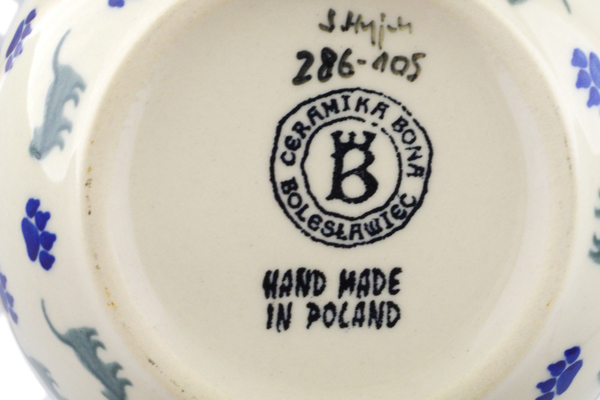 286-105
CERAMIKA BONA
B
BOLESŁAWIEC
HAND MADE
IN POLAND